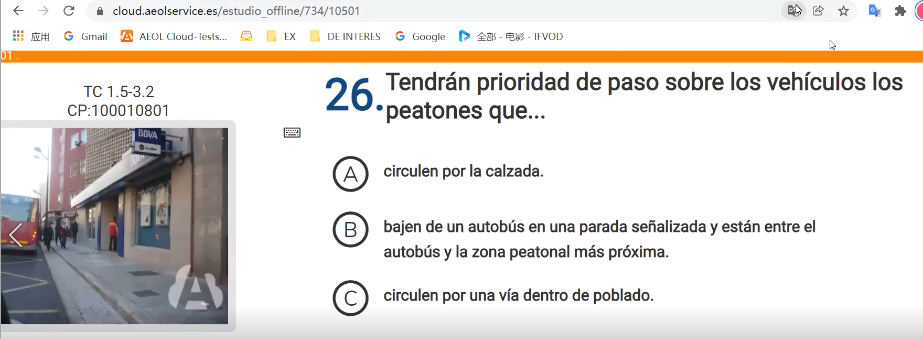 cloud.aeolservice.es/estudio_offline/734/10501
应用 Gmail AEOL Cloud-Tests... EX DE INTERES Google 全部 - 电影 - IFVOD
01 .
TC 1.5-3.2
CP:100010801
BBVA
26. Tendrán prioridad de paso sobre los vehículos los
peatones que...
A circulen por la calzada.
B bajen de un autobús en una parada señalizada y están entre el
autobús y la zona peatonal más próxima.
C circulen por una vía dentro de poblado.